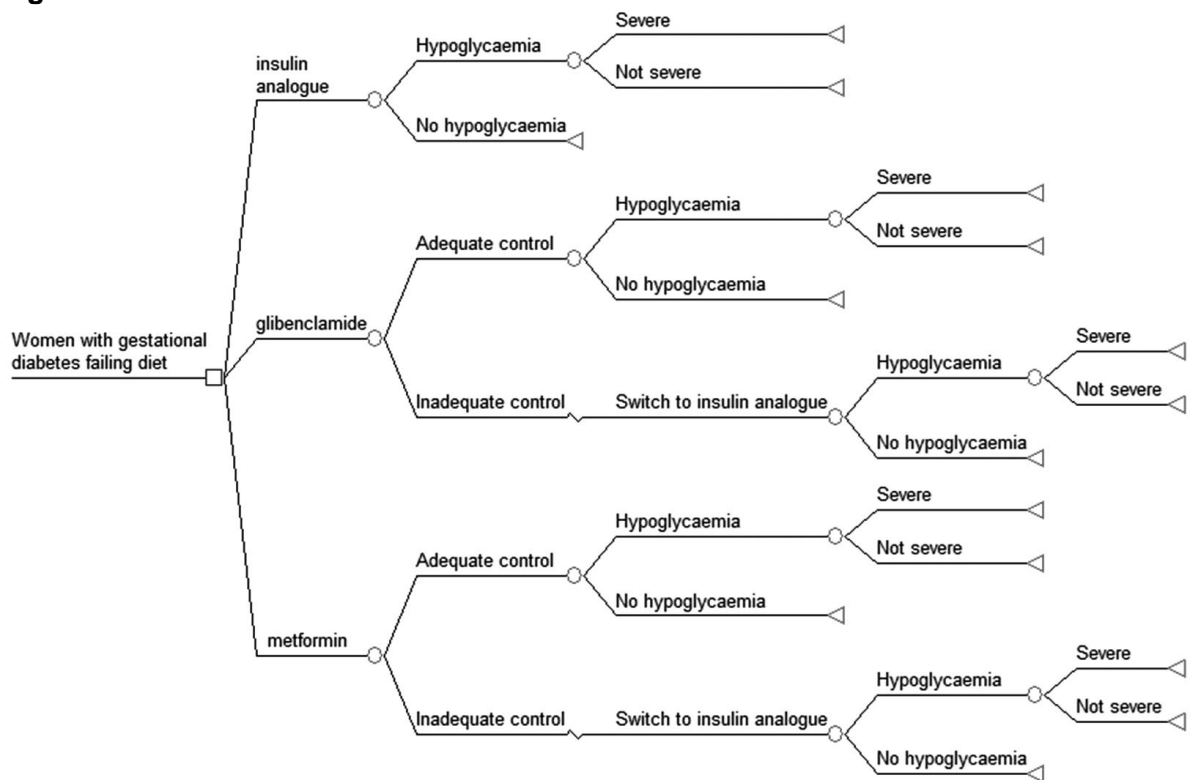 Severe
Hypoglycaemia
insulin
analogue
Not severe
No hypoglycaemia
Severe
Hypoglycaemia
Not severe
Adequate control
No hypoglycaemia
glibenclamide
Women with gestational
diabetes failing diet
Severe
Hypoglycaemia
Not severe
Inadequate control
Switch to insulin analogue
No hypoglycaemia
Severe
Hypoglycaemia
Not severe
Adequate control
No hypoglycaemia
metformin
Severe
Hypoglycaemia
Not severe
Inadequate control
Switch to insulin analogue
No hypoglycaemia